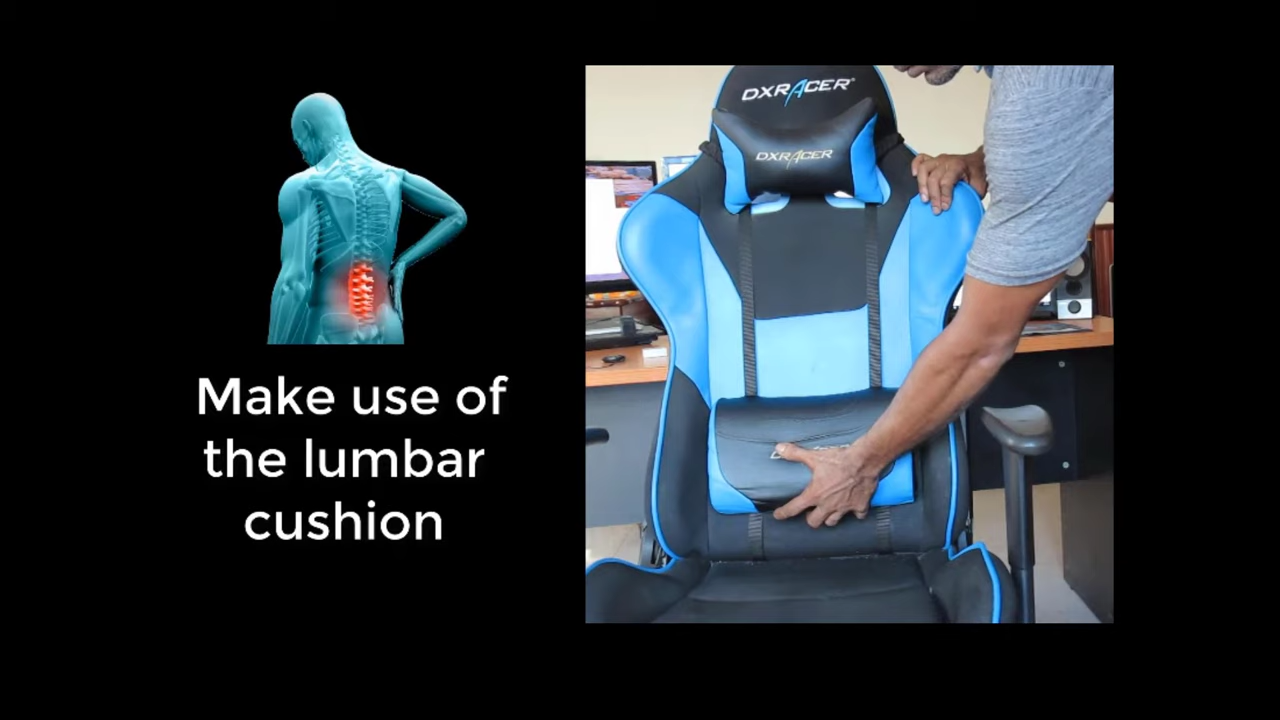 DXRACER
DXRACER
Make use of
the lumbar
cushion